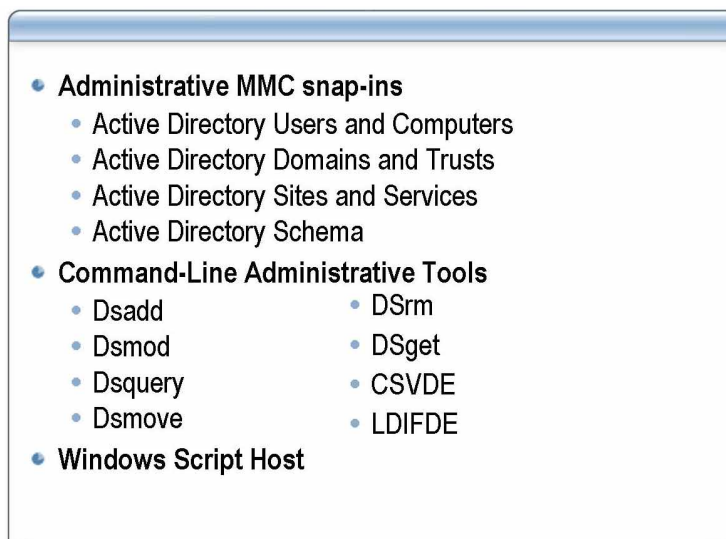 Administrative MMC snap-ins
Active Directory Users and Computers
Active Directory Domains and Trusts
Active Directory Sites and Services
Active Directory Schema
Command-Line Administrative Tools
Dsadd
Dsmod
Dsquery
Dsmove
DSrm
DSget
CSVDE
LDIFDE
Windows Script Host